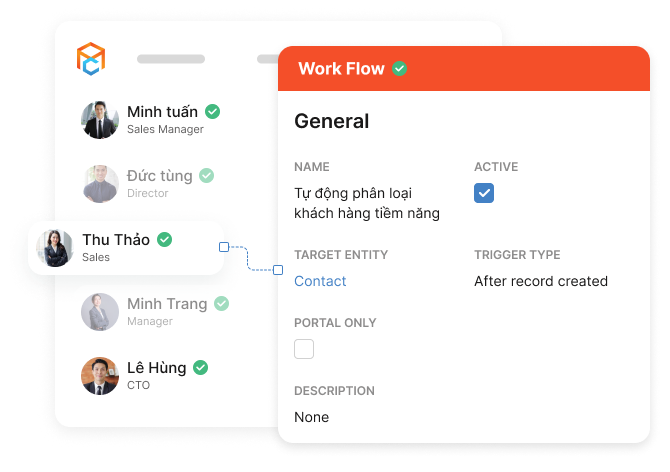 Minh tuấn
Sales Manager
Đức tùng
Director
Thu Thảo
Sales
Minh Trang
Manager
Lê Hùng
CTO
Work Flow
General
NAME
Tự động phân loại
khách hàng tiềm năng
ACTIVE
TARGET ENTITY
Contact
TRIGGER TYPE
After record created
PORTAL ONLY
DESCRIPTION
None